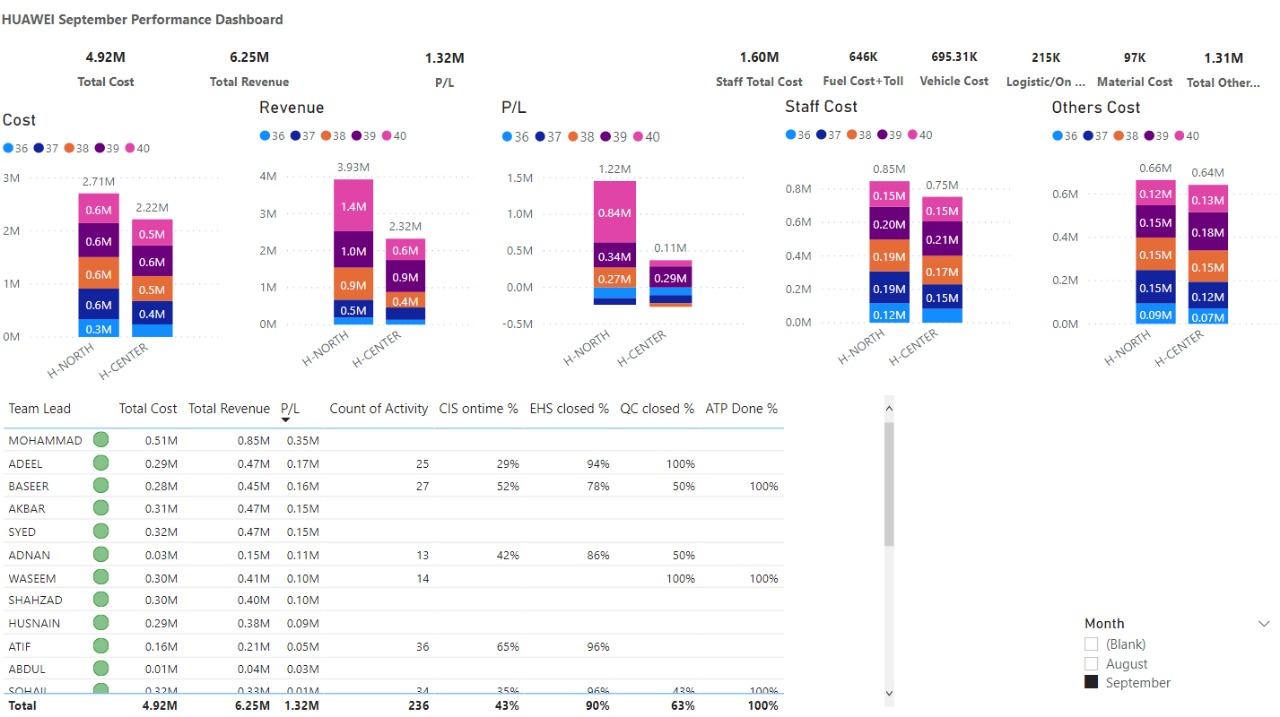 HUAWEI September Performance Dashboard
4.92M 6.25M 1.32M 1.60M 646K 695.31K 215K 97K 1.31M
Total Cost Total Revenue P/L Staff Total Cost Fuel Cost+Toll Vehicle Cost Logistic/On ... Material Cost Total Other...
Cost
36 37 38 39 40
3M
2M
1M
0M
2.71M 2.22M
0.6M 0.5M
0.6M 0.6M
0.6M 0.5M
0.6M 0.4M
0.3M
H-NORTH H-CENTER
Revenue
36 37 38 39 40
4M
3M
2M
1M
0M
3.93M 2.32M
1.4M 0.6M
1.0M 0.9M
0.9M 0.4M
0.5M
H-NORTH H-CENTER
P/L
36 37 38 39 40
1.5M
1.0M
0.5M
0.0M
-0.5M
1.22M 0.11M
0.84M
0.34M 0.29M
0.27M
H-NORTH H-CENTER
Staff Cost
36 37 38 39 40
0.8M
0.6M
0.4M
0.2M
0.0M
0.85M 0.75M
0.15M 0.15M
0.20M 0.21M
0.19M 0.17M
0.19M 0.15M
0.12M
H-NORTH H-CENTER
Others Cost
36 37 38 39 40
0.6M
0.4M
0.2M
0.0M
0.66M 0.64M
0.12M 0.13M
0.15M 0.18M
0.15M 0.15M
0.15M 0.12M
0.09M 0.07M
H-NORTH H-CENTER
Team Lead Total Cost Total Revenue P/L Count of Activity CIS ontime % EHS closed % QC closed % ATP Done %
MOHAMMAD 0.51M 0.85M 0.35M
ADEEL 0.29M 0.47M 0.17M 25 29% 94% 100%
BASEER 0.28M 0.45M 0.16M 27 52% 78% 50% 100%
AKBAR 0.31M 0.47M 0.15M
SYED 0.32M 0.47M 0.15M
ADNAN 0.03M 0.15M 0.11M 13 42% 86% 50%
WASEEM 0.30M 0.41M 0.10M 14 100% 100%
SHAHZAD 0.30M 0.40M 0.10M
HUSNAIN 0.29M 0.38M 0.09M
ATIF 0.16M 0.21M 0.05M 36 65% 96%
ABDUL 0.01M 0.04M 0.03M
SOHAIL 0.32M 0.33M 0.01M 34 35% 96% 43% 100%
Total 4.92M 6.25M 1.32M 236 43% 90% 63% 100%
Month
(Blank)
August
September